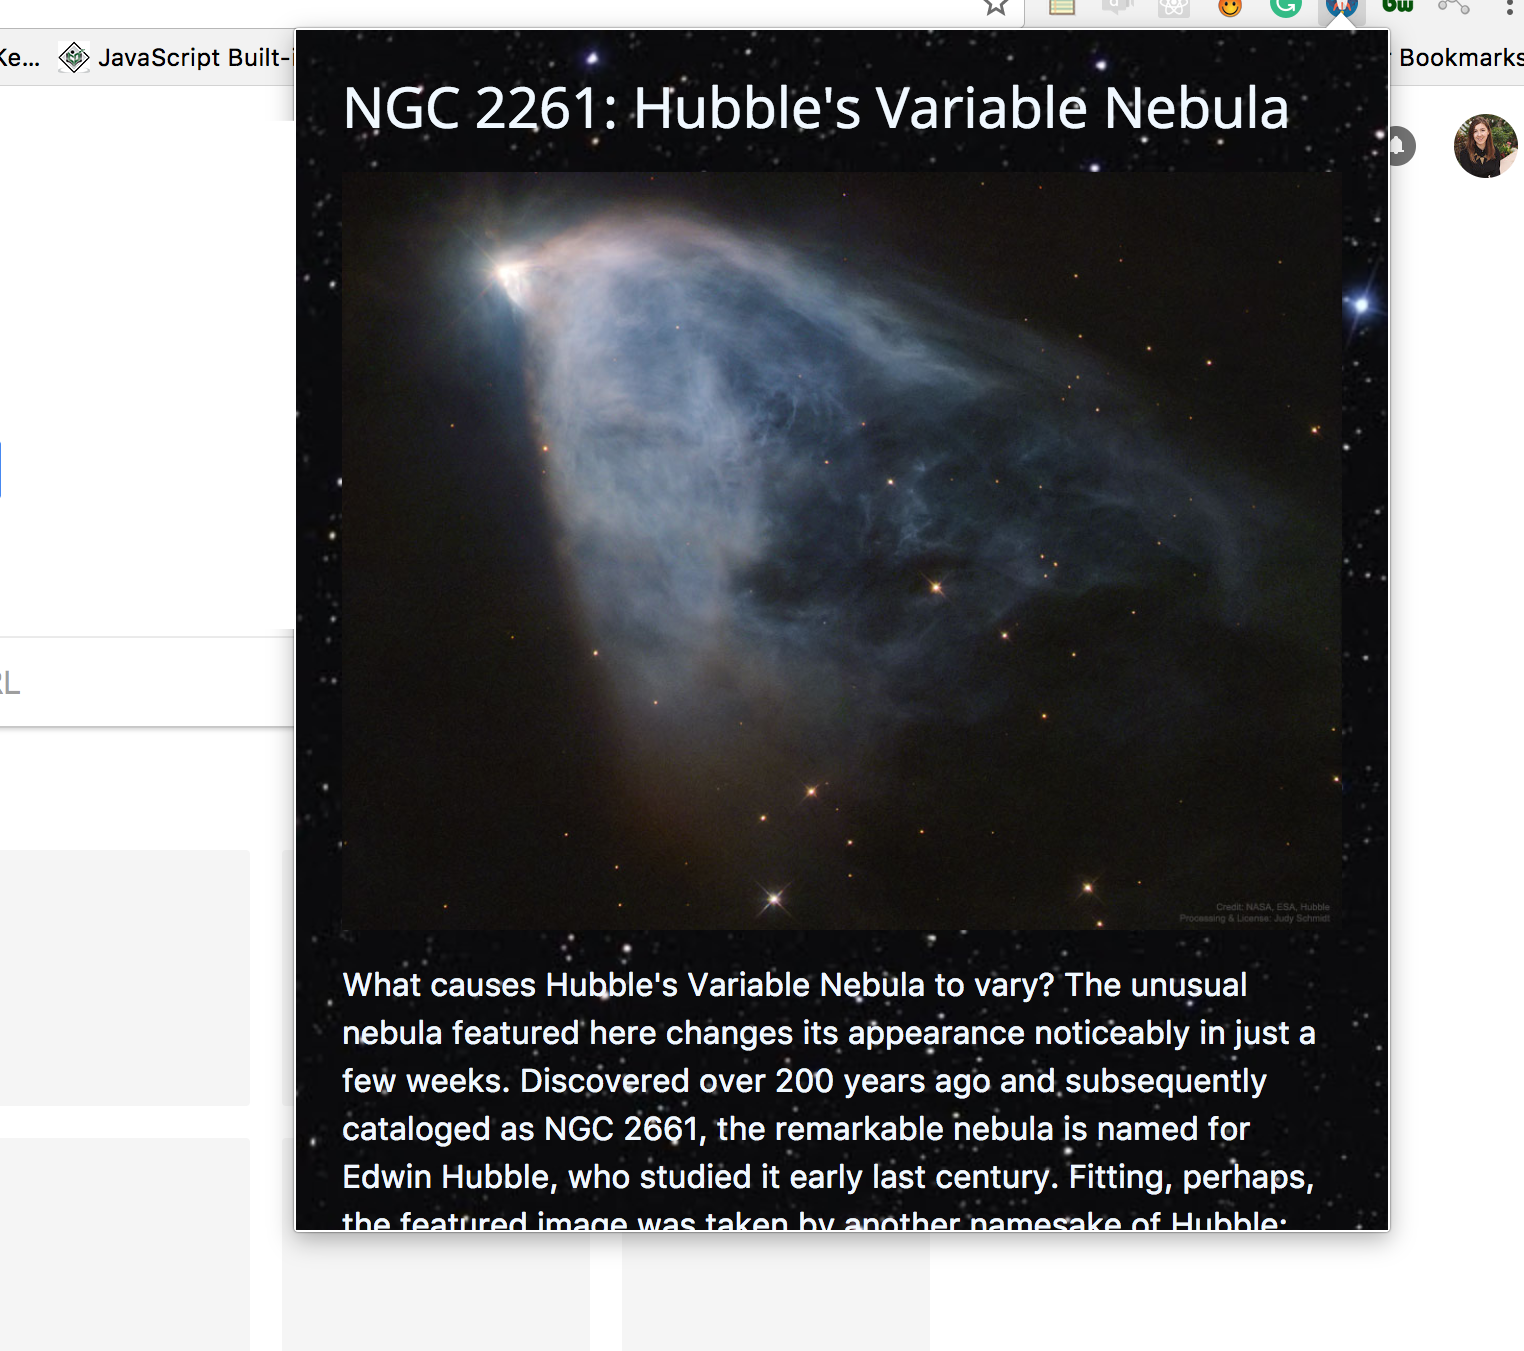 Ke...
JavaScript Built-i
Bookmarks
NGC 2261: Hubble's Variable Nebula
Credit: NASA, ESA, Hubble
Processing & License: Judy Schmidt
RL
What causes Hubble's Variable Nebula to vary? The unusual
nebula featured here changes its appearance noticeably in just a
few weeks. Discovered over 200 years ago and subsequently
cataloged as NGC 2661, the remarkable nebula is named for
Edwin Hubble, who studied it early last century. Fitting, perhaps,
the featured image was taken by another namesake of Hubble: